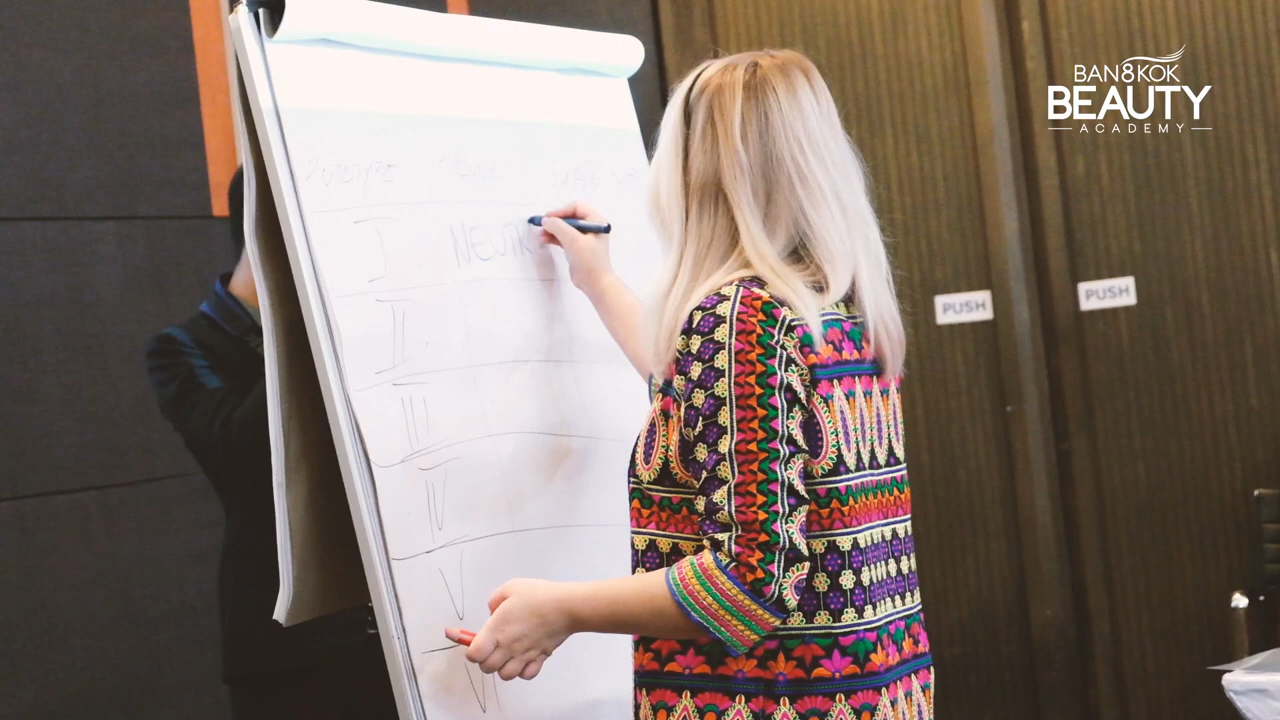 BAN8KOK
BEAUTY
ACADEMY
I NEUTR
II
III
IV
V
VI
PUSH
PUSH